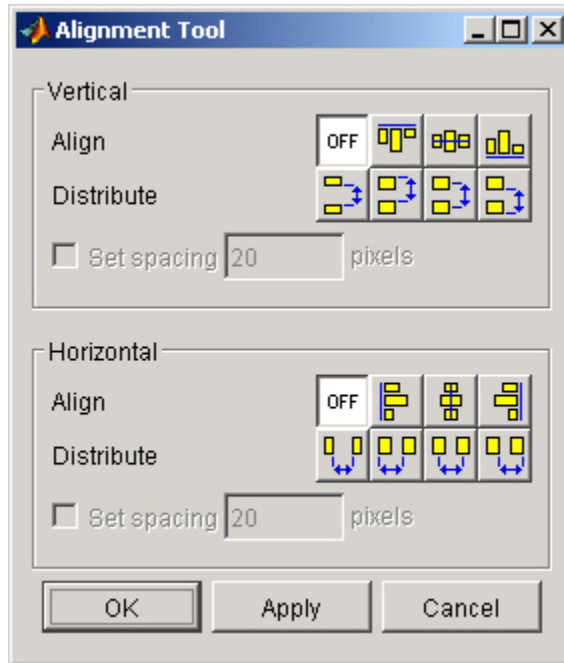 Alignment Tool
Vertical
Align OFF
Distribute
Set spacing 20 pixels
Horizontal
Align OFF
Distribute
Set spacing 20 pixels
OK Apply Cancel